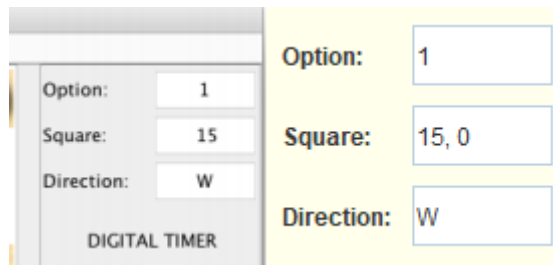 Option: 1
Square: 15
Direction: W
DIGITAL TIMER
Option: 1
Square: 15, 0
Direction: W